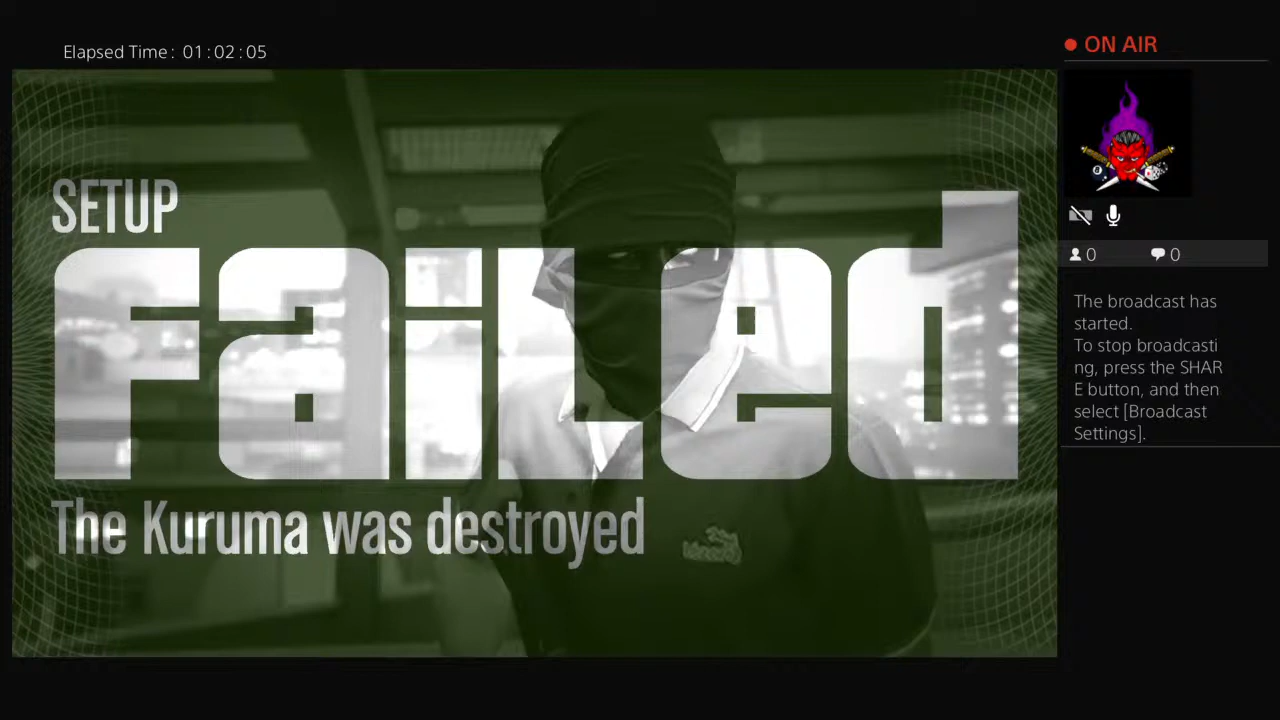 Elapsed Time: 01:02:05
ON AIR
SETUP
FaiLed
The Kuruma was destroyed
0
0
The broadcast has
started.
To stop broadcasti
ng, press the SHAR
E button, and then
select [Broadcast
Settings].